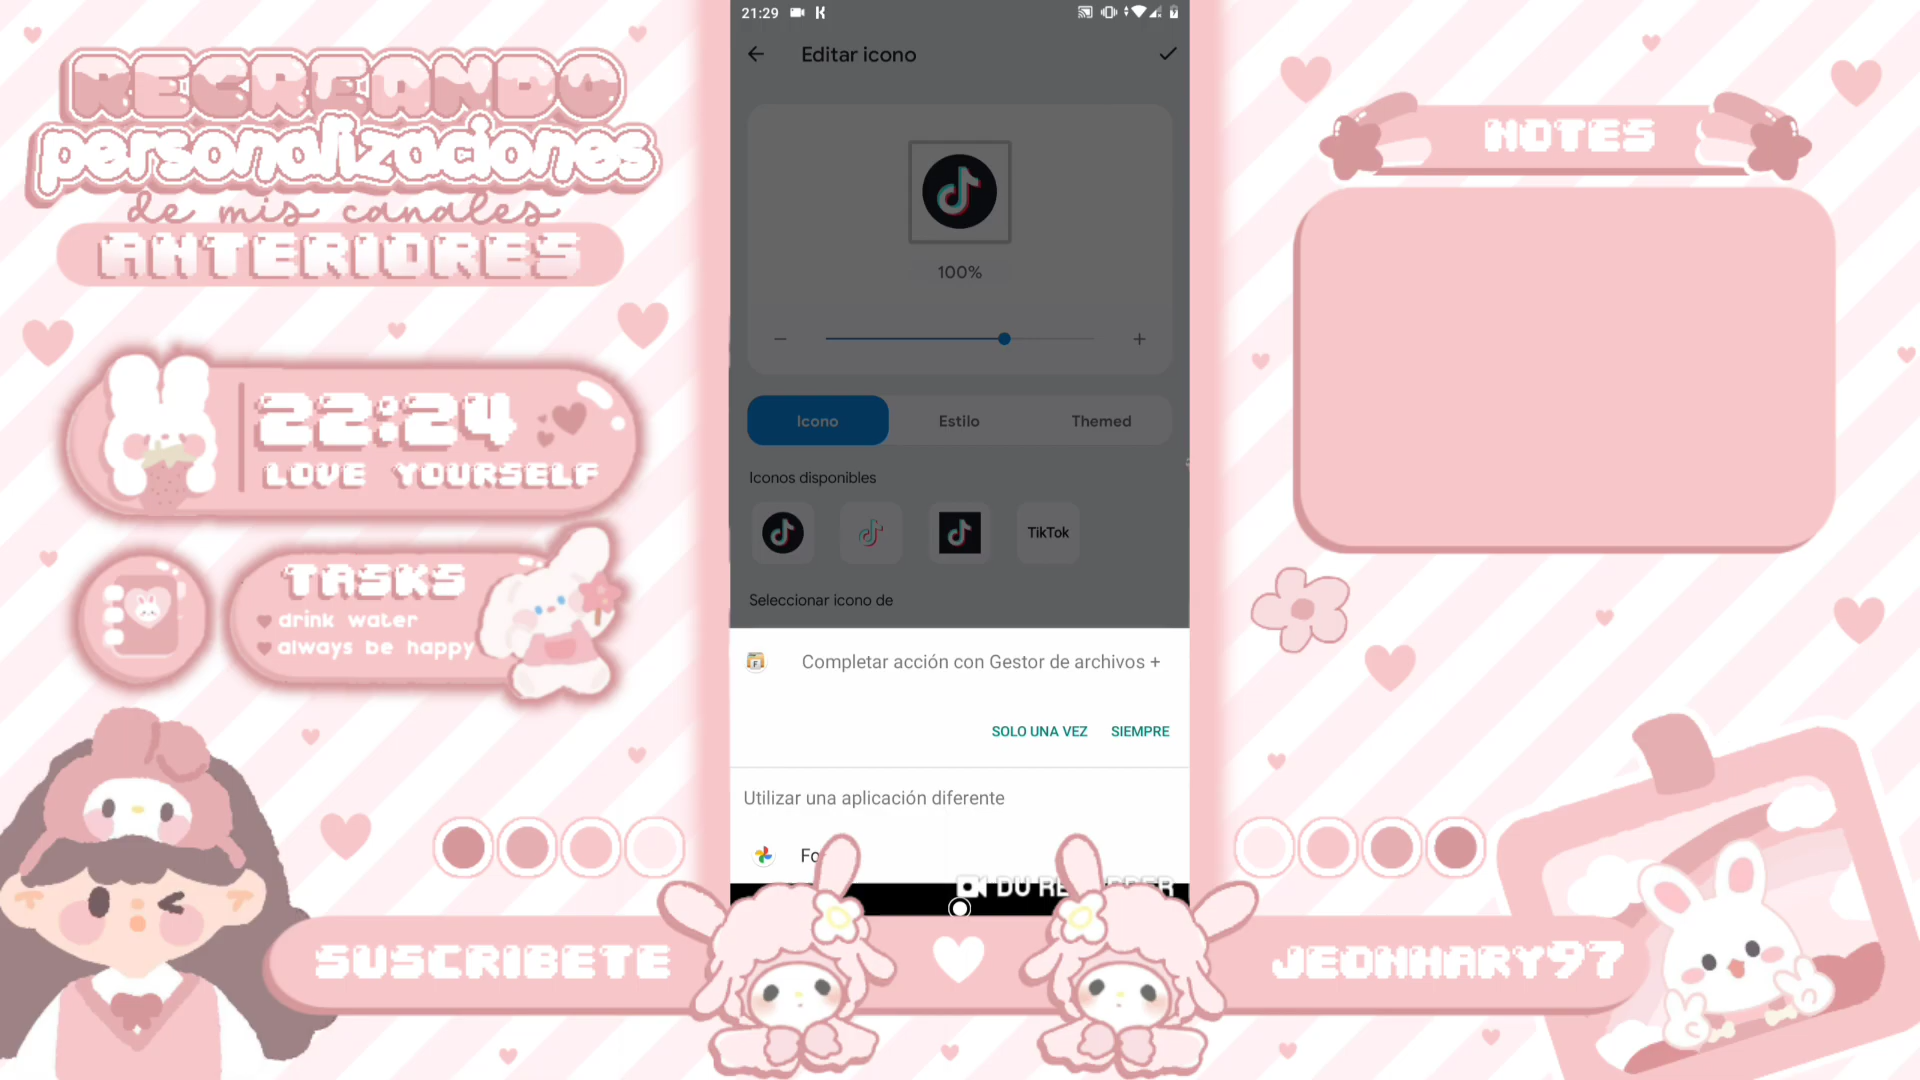 RECREANDO
personalizaciones
de mis canales
ANTERIORES
22:24
LOVE YOURSELF
TASKS
drink water
always be happy
21:29
Editar icono
100%
Icono
Estilo
Themed
Iconos disponibles
TikTok
Seleccionar icono de
Completar acción con Gestor de archivos +
SOLO UNA VEZ
SIEMPRE
Utilizar una aplicación diferente
NOTES
SUSCRIBETE
JEONHARY97